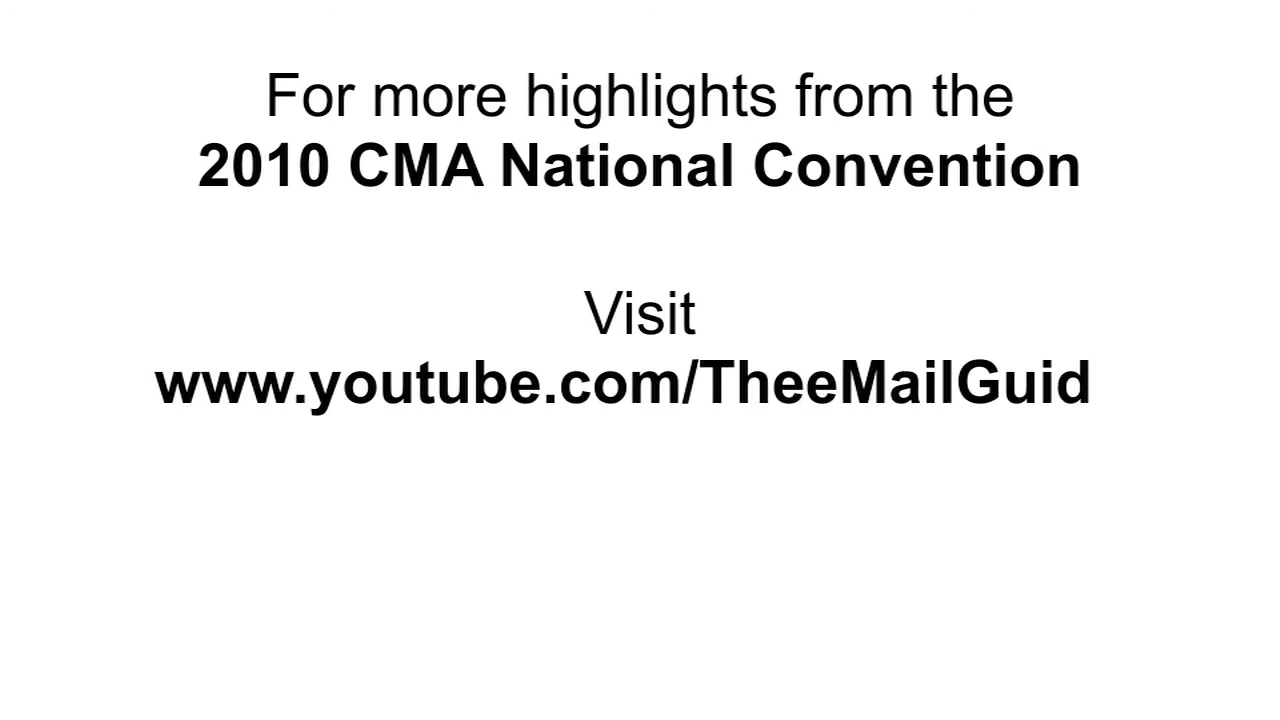 For more highlights from the
2010 CMA National Convention
Visit
www.youtube.com/TheeMailGuid